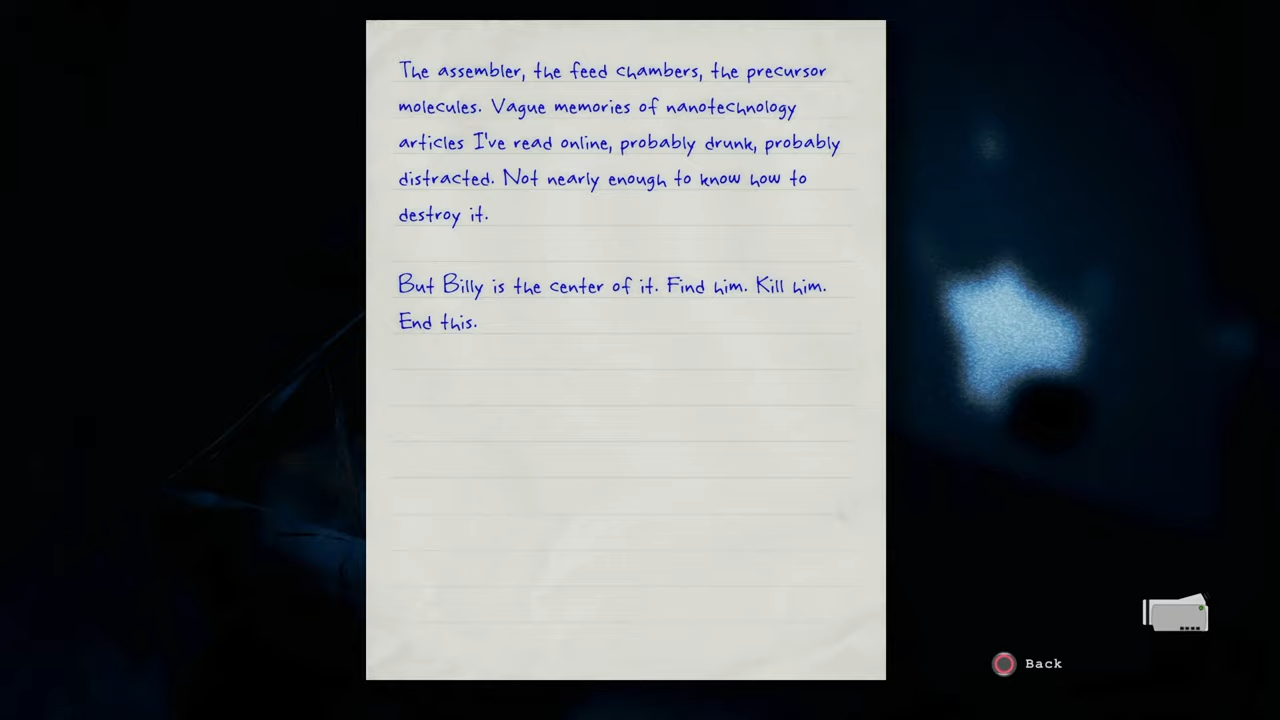 The assembler, the feed chambers, the precursor
molecules. Vague memories of nanotechnology
articles I've read online, probably drunk, probably
distracted. Not nearly enough to know how to
destroy it.
But Billy is the center of it. Find him. Kill him.
End this.
Back